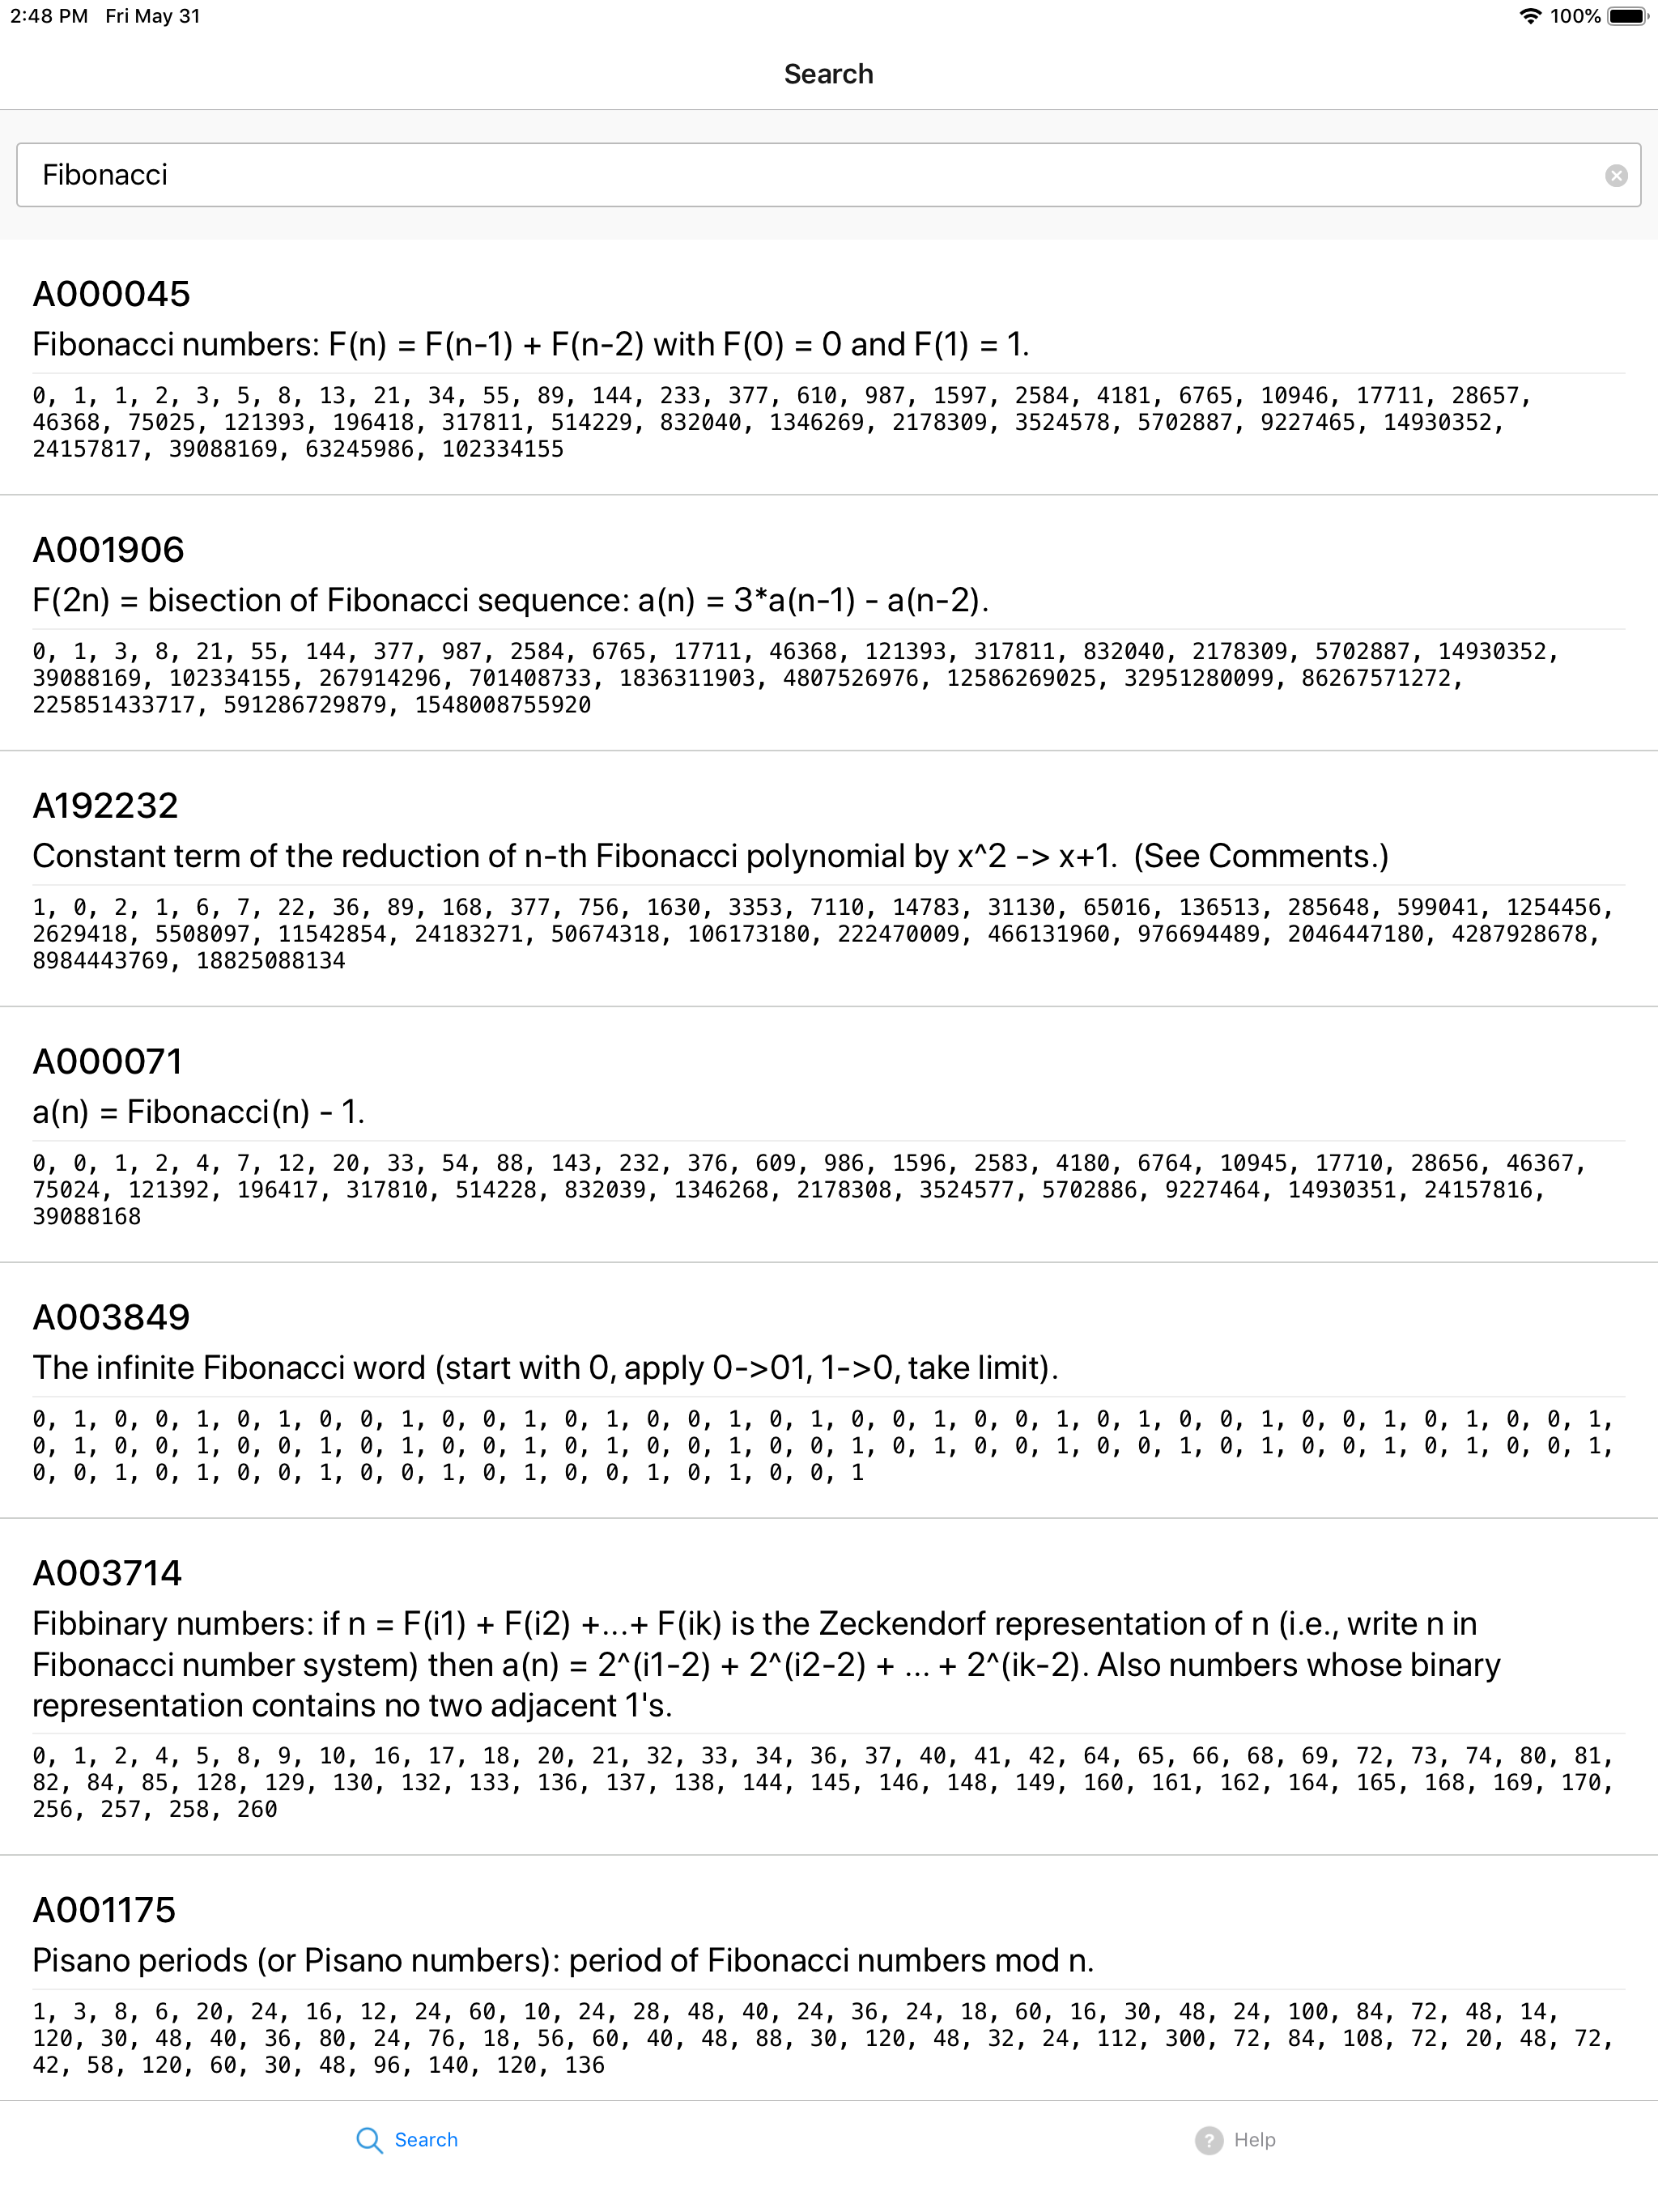 2:48 PM Fri May 31 100%
Search
Fibonacci
A000045
Fibonacci numbers: F(n) = F(n-1) + F(n-2) with F(0) = 0 and F(1) = 1.
0, 1, 1, 2, 3, 5, 8, 13, 21, 34, 55, 89, 144, 233, 377, 610, 987, 1597, 2584, 4181, 6765, 10946, 17711, 28657,
46368, 75025, 121393, 196418, 317811, 514229, 832040, 1346269, 2178309, 3524578, 5702887, 9227465, 14930352,
24157817, 39088169, 63245986, 102334155
A001906
F(2n) = bisection of Fibonacci sequence: a(n) = 3*a(n-1) - a(n-2).
0, 1, 3, 8, 21, 55, 144, 377, 987, 2584, 6765, 17711, 46368, 121393, 317811, 832040, 2178309, 5702887, 14930352,
39088169, 102334155, 267914296, 701408733, 1836311903, 4807526976, 12586269025, 32951280099, 86267571272,
225851433717, 591286729879, 1548008755920
A192232
Constant term of the reduction of n-th Fibonacci polynomial by x^2 -> x+1. (See Comments.)
1, 0, 2, 1, 6, 7, 22, 36, 89, 168, 377, 756, 1630, 3353, 7110, 14783, 31130, 65016, 136513, 285648, 599041, 1254456,
2629418, 5508097, 11542854, 24183271, 50674318, 106173180, 222470009, 466131960, 976694489, 2046447180, 4287928678,
8984443769, 18825088134
A000071
a(n) = Fibonacci(n) - 1.
0, 0, 1, 2, 4, 7, 12, 20, 33, 54, 88, 143, 232, 376, 609, 986, 1596, 2583, 4180, 6764, 10945, 17710, 28656, 46367,
75024, 121392, 196417, 317810, 514228, 832039, 1346268, 2178308, 3524577, 5702886, 9227464, 14930351, 24157816,
39088168
A003849
The infinite Fibonacci word (start with 0, apply 0->01, 1->0, take limit).
0, 1, 0, 0, 1, 0, 1, 0, 0, 1, 0, 0, 1, 0, 1, 0, 0, 1, 0, 1, 0, 0, 1, 0, 0, 1, 0, 1, 0, 0, 1, 0, 0, 1, 0, 1, 0, 0, 1,
0, 1, 0, 0, 1, 0, 0, 1, 0, 1, 0, 0, 1, 0, 1, 0, 0, 1, 0, 0, 1, 0, 1, 0, 0, 1, 0, 0, 1, 0, 1, 0, 0, 1, 0, 1, 0, 0, 1,
0, 0, 1, 0, 1, 0, 0, 1, 0, 0, 1, 0, 1, 0, 0, 1, 0, 1, 0, 0, 1
A003714
Fibbinary numbers: if n = F(i1) + F(i2) +...+ F(ik) is the Zeckendorf representation of n (i.e., write n in
Fibonacci number system) then a(n) = 2^(i1-2) + 2^(i2-2) + ... + 2^(ik-2). Also numbers whose binary
representation contains no two adjacent 1's.
0, 1, 2, 4, 5, 8, 9, 10, 16, 17, 18, 20, 21, 32, 33, 34, 36, 37, 40, 41, 42, 64, 65, 66, 68, 69, 72, 73, 74, 80, 81,
82, 84, 85, 128, 129, 130, 132, 133, 136, 137, 138, 144, 145, 146, 148, 149, 160, 161, 162, 164, 165, 168, 169, 170,
256, 257, 258, 260
A001175
Pisano periods (or Pisano numbers): period of Fibonacci numbers mod n.
1, 3, 8, 6, 20, 24, 16, 12, 24, 60, 10, 24, 28, 48, 40, 24, 36, 24, 18, 60, 16, 30, 48, 24, 100, 84, 72, 48, 14,
120, 30, 48, 40, 36, 80, 24, 76, 18, 56, 60, 40, 48, 88, 30, 120, 48, 32, 24, 112, 300, 72, 84, 108, 72, 20, 48, 72,
42, 58, 120, 60, 30, 48, 96, 140, 120, 136
Search
? Help